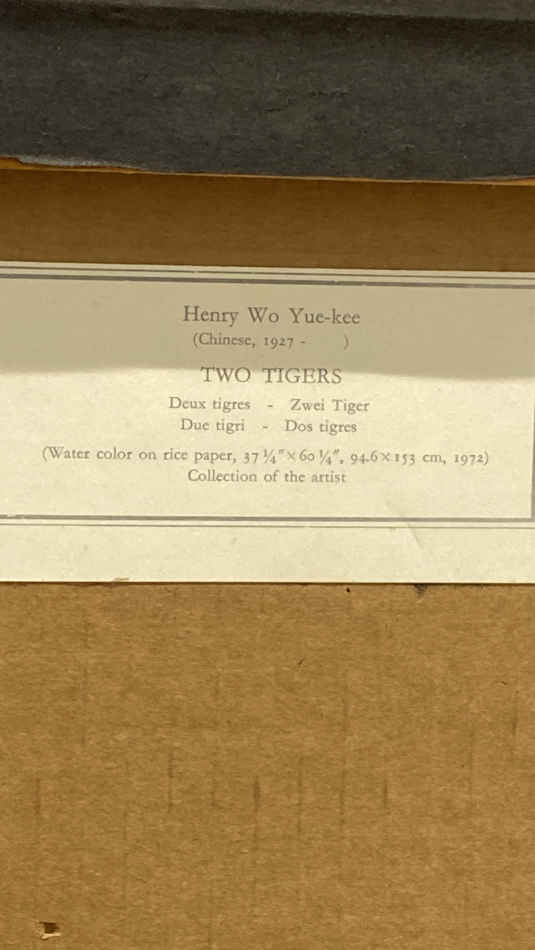 Henry Wo Yue-kee
(Chinese, 1927 - )
TWO TIGERS
Deux tigres - Zwei Tiger
Due tigri - Dos tigres
(Water color on rice paper, 37 ¼"×60 ¼", 94.6×153 cm, 1972)
Collection of the artist